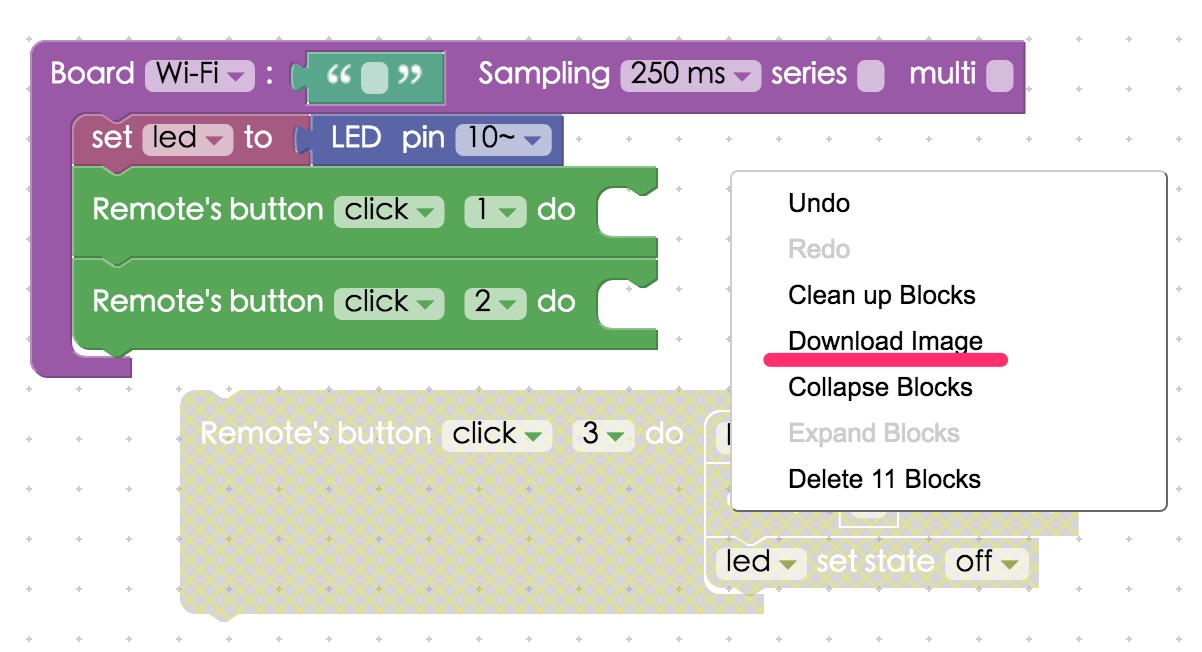 Board Wi-Fi : “ ” Sampling 250 ms series multi
set led to LED pin 10~
Remote's button click 1 do
Remote's button click 2 do
Undo
Redo
Clean up Blocks
Download Image
Collapse Blocks
Expand Blocks
Delete 11 Blocks
Remote's button click 3 do
led set state off